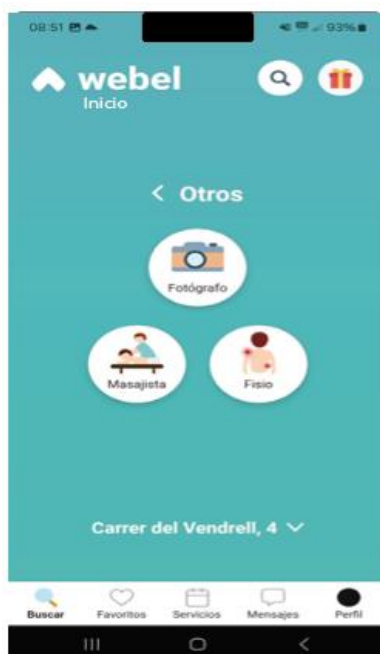 08:51 93%
webel
Inicio
< Otros
Fotógrafo
Masajista Fisio
Carrer del Vendrell, 4
Buscar Favoritos Servicios Mensajes Perfil